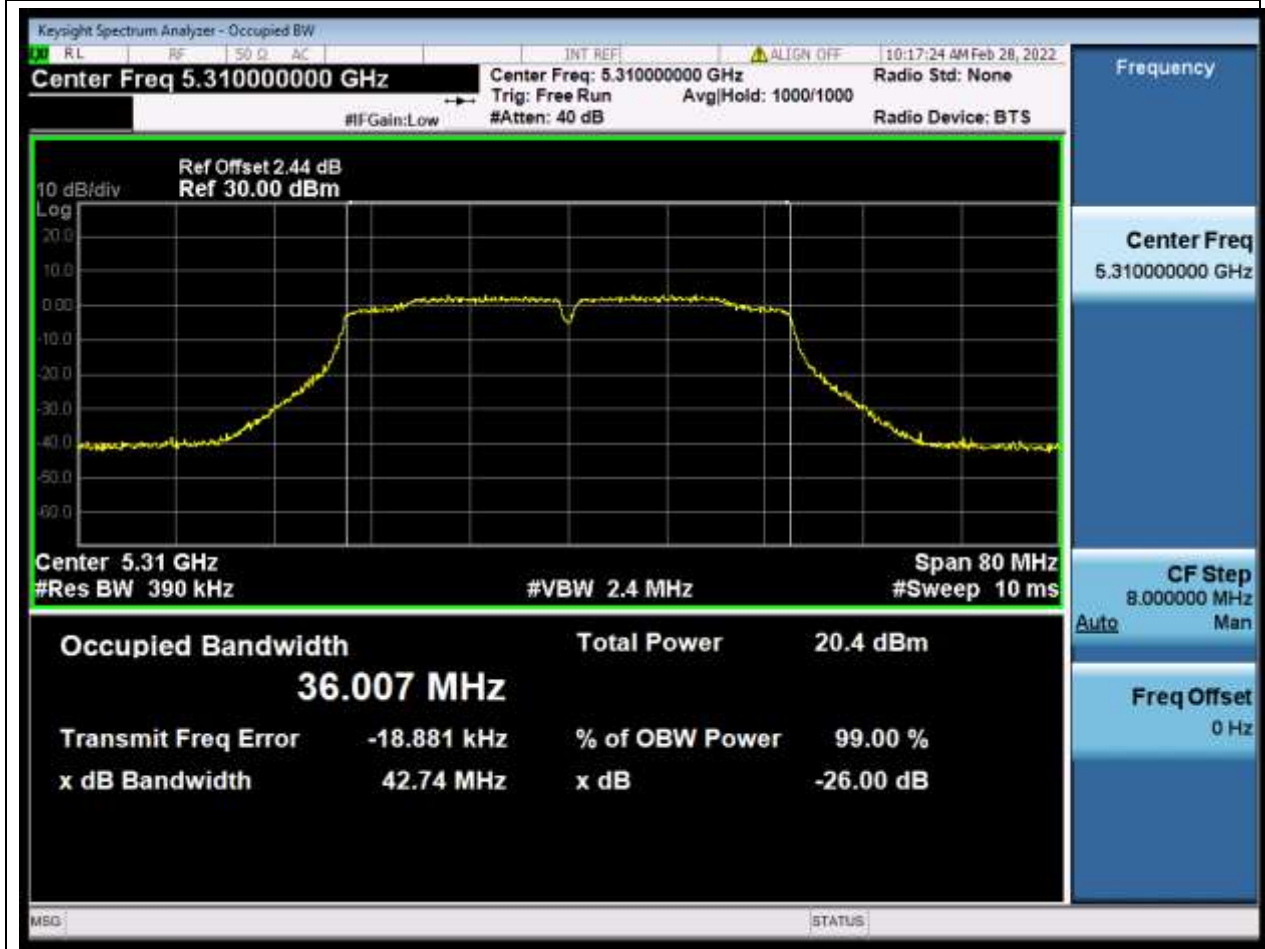 Keysight Spectrum Analyzer - Occupied BW
RL RF 50 Ω AC INT REF ALIGN OFF 10:17:24 AM Feb 28, 2022
Center Freq 5.310000000 GHz
Center Freq: 5.310000000 GHz Radio Std: None
Trig: Free Run Avg|Hold: 1000/1000
#IFGain:Low #Atten: 40 dB Radio Device: BTS
Ref Offset 2.44 dB
10 dB/div Ref 30.00 dBm
Log
20.0
10.0
0.00
-10.0
-20.0
-30.0
-40.0
-50.0
-60.0
Center 5.31 GHz Span 80 MHz
#Res BW 390 kHz #VBW 2.4 MHz #Sweep 10 ms
Occupied Bandwidth Total Power 20.4 dBm
36.007 MHz
Transmit Freq Error -18.881 kHz % of OBW Power 99.00 %
x dB Bandwidth 42.74 MHz x dB -26.00 dB
MSG STATUS
Frequency
Center Freq
5.310000000 GHz
CF Step
8.000000 MHz
Auto Man
Freq Offset
0 Hz